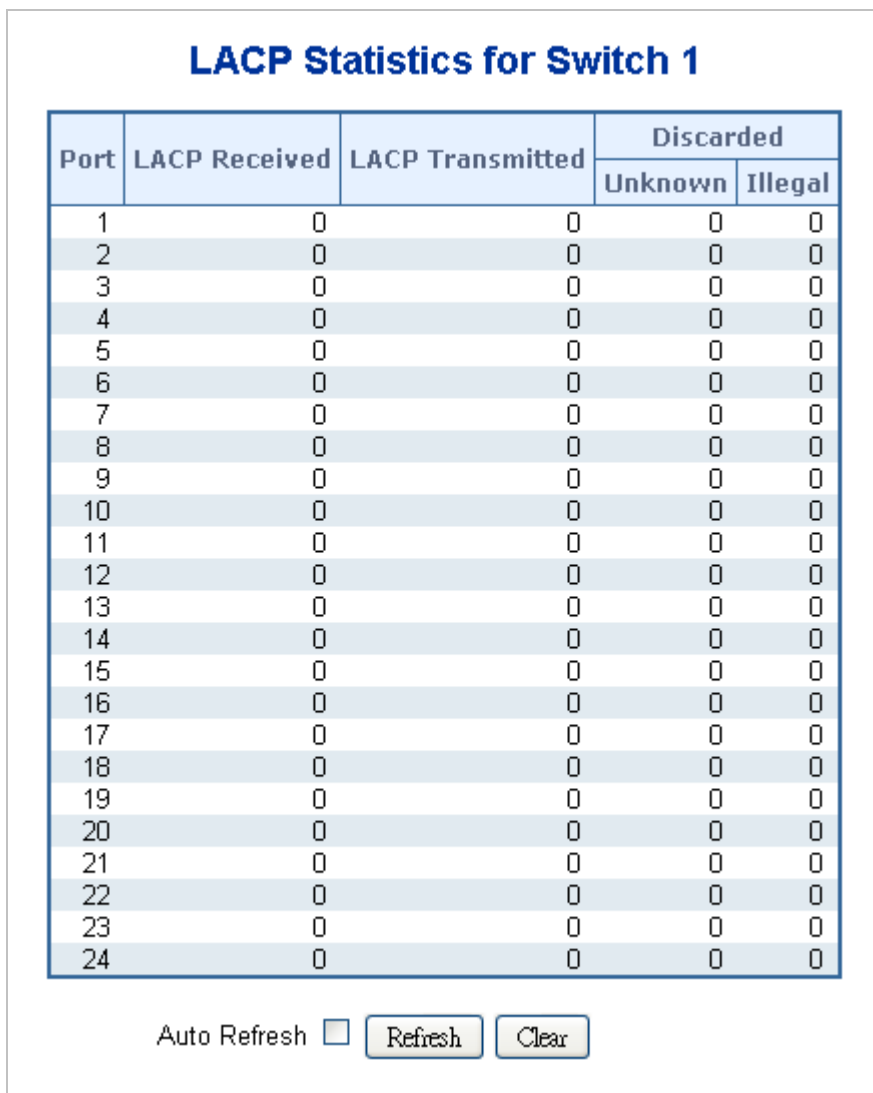 LACP Statistics for Switch 1
Port LACP Received LACP Transmitted Discarded
Unknown Illegal
1 0 0 0 0
2 0 0 0 0
3 0 0 0 0
4 0 0 0 0
5 0 0 0 0
6 0 0 0 0
7 0 0 0 0
8 0 0 0 0
9 0 0 0 0
10 0 0 0 0
11 0 0 0 0
12 0 0 0 0
13 0 0 0 0
14 0 0 0 0
15 0 0 0 0
16 0 0 0 0
17 0 0 0 0
18 0 0 0 0
19 0 0 0 0
20 0 0 0 0
21 0 0 0 0
22 0 0 0 0
23 0 0 0 0
24 0 0 0 0
Auto Refresh Refresh Clear